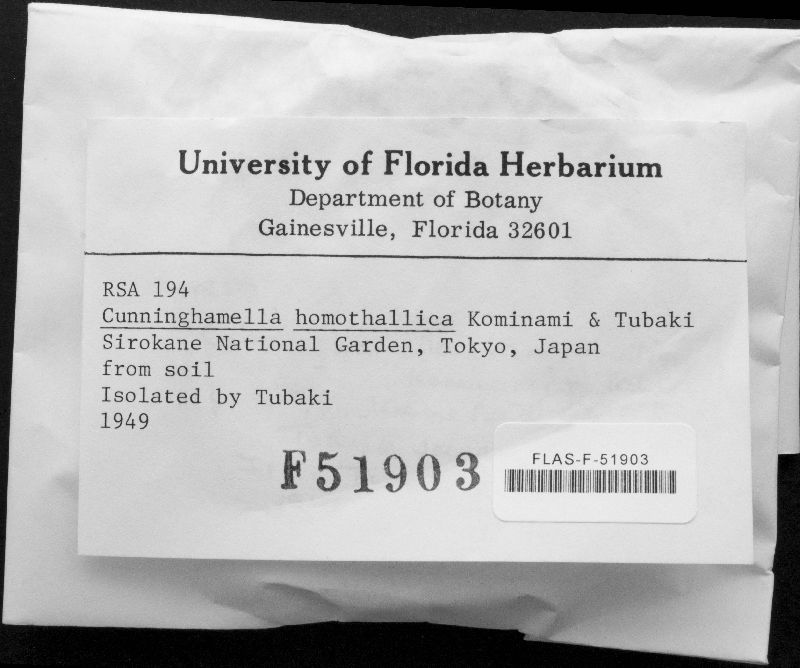 University of Florida Herbarium
Department of Botany
Gainesville, Florida 32601
RSA 194
Cunninghamella homothallica Kominami & Tubaki
Sirokane National Garden, Tokyo, Japan
from soil
Isolated by Tubaki
1949
F51903
FLAS-F-51903